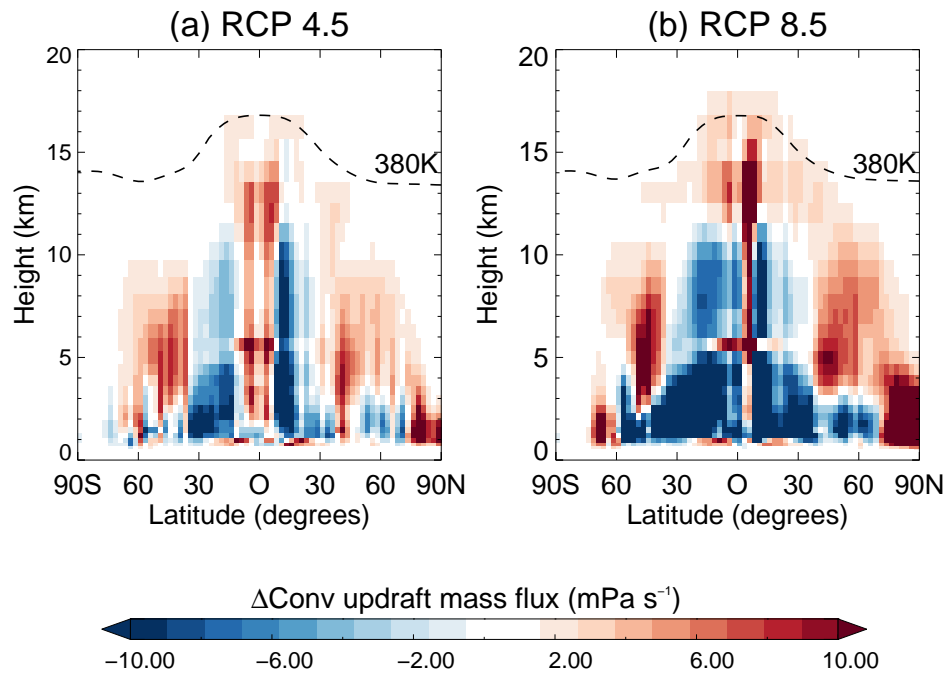 (a) RCP 4.5
(b) RCP 8.5
20
15
10
5
0
Height (km)
380K
90S 60 30 O 30 60 90N
Latitude (degrees)
20
15
10
5
0
Height (km)
380K
90S 60 30 O 30 60 90N
Latitude (degrees)
ΔConv updraft mass flux (mPa s⁻¹)
−10.00 −6.00 −2.00 2.00 6.00 10.00